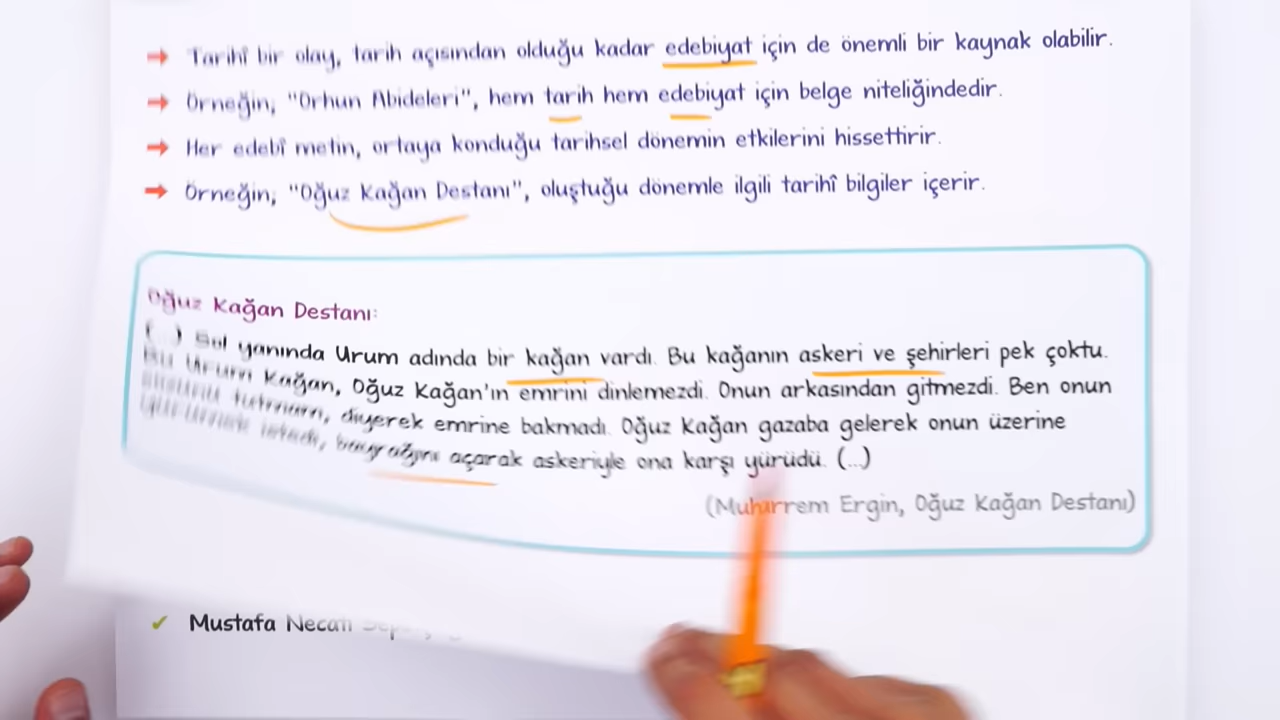 Tarihî bir olay, tarih açısından olduğu kadar edebiyat için de önemli bir kaynak olabilir.
Örneğin, "Orhun Abideleri", hem tarih hem edebiyat için belge niteliğindedir.
Her edebî metin, ortaya konduğu tarihsel dönemin etkilerini hissettirir.
Örneğin, "Oğuz Kağan Destanı", oluştuğu dönemle ilgili tarihî bilgiler içerir.
Oğuz Kağan Destanı:
(...) Sol yanında Urum adında bir kağan vardı. Bu kağanın askeri ve şehirleri pek çoktu.
Bu Urum Kağan, Oğuz Kağan'ın emrini dinlemezdi. Onun arkasından gitmezdi. Ben onun
tutmam, diyerek emrine bakmadı. Oğuz Kağan gazaba gelerek onun üzerine
yürümek istedi, bayrağını açarak askeriyle ona karşı yürüdü. (...)
(Muharrem Ergin, Oğuz Kağan Destanı)
Mustafa Necati